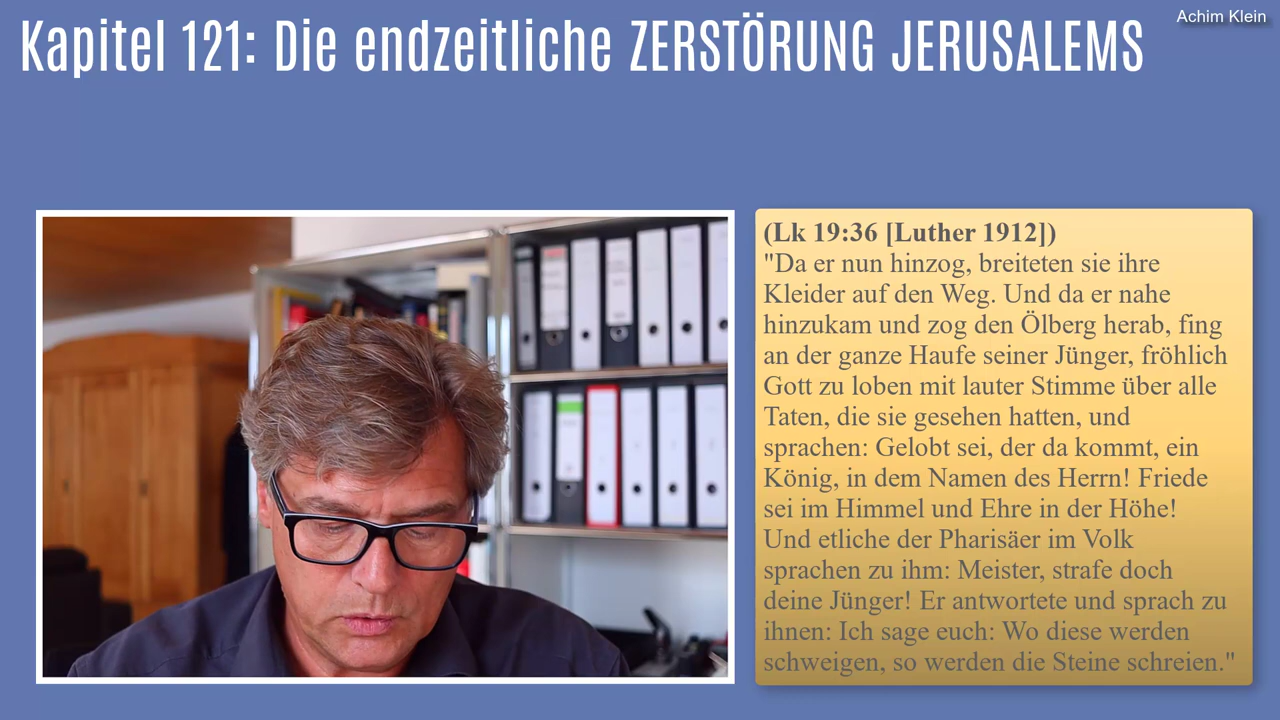 Achim Klein
Kapitel 121: Die endzeitliche ZERSTÖRUNG JERUSALEMS
(Lk 19:36 [Luther 1912])
"Da er nun hinzog, breiteten sie ihre
Kleider auf den Weg. Und da er nahe
hinzukam und zog den Ölberg herab, fing
an der ganze Haufe seiner Jünger, fröhlich
Gott zu loben mit lauter Stimme über alle
Taten, die sie gesehen hatten, und
sprachen: Gelobt sei, der da kommt, ein
König, in dem Namen des Herrn! Friede
sei im Himmel und Ehre in der Höhe!
Und etliche der Pharisäer im Volk
sprachen zu ihm: Meister, strafe doch
deine Jünger! Er antwortete und sprach zu
ihnen: Ich sage euch: Wo diese werden
schweigen, so werden die Steine schreien."